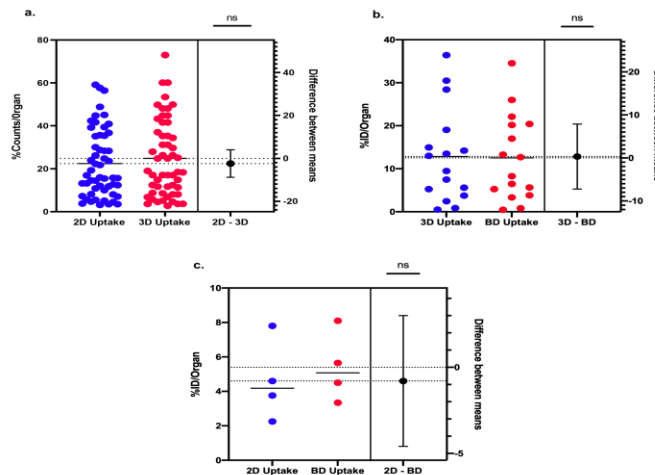 a.
ns
80
60
40
20
0
%Counts/Organ
40
20
0
-20
Difference between means
2D Uptake
3D Uptake
2D - 3D
b.
ns
40
30
20
10
0
%ID/Organ
20
10
0
-10
3D Uptake
BD Uptake
3D - BD
c.
ns
10
8
6
4
2
0
%ID/Organ
0
-5
Difference between means
2D Uptake
BD Uptake
2D - BD